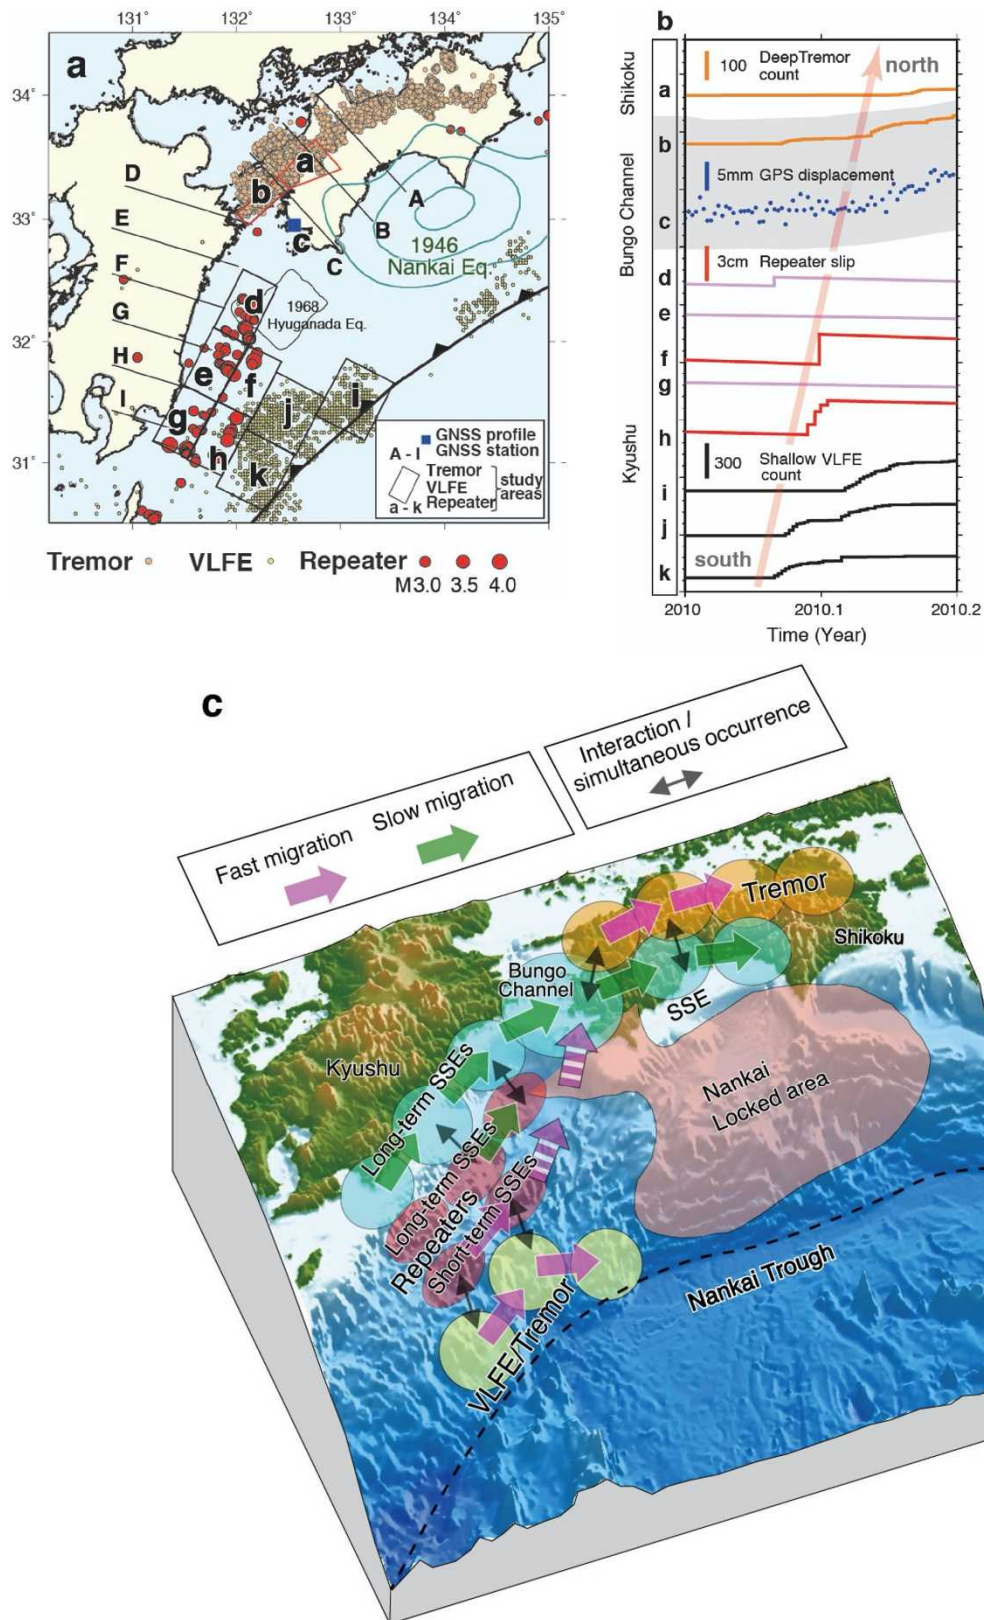 131° 132° 133° 134° 135°
a
34°
33°
32°
31°
D
E
F
G
H
I
a
b
c
A
B
C
1946
Nankai Eq.
d
1968
Hyuganada Eq.
e
f
g
h
i
j
k
GNSS profile
GNSS station
A - I
Tremor
VLFE
Repeater
a - k
study
areas
Tremor VLFE Repeater
M3.0 3.5 4.0
b
Shikoku
Bungo Channel
Kyushu
a
b
c
d
e
f
g
h
i
j
k
100 DeepTremor
count
north
5mm GPS displacement
3cm Repeater slip
300 Shallow VLFE
count
south
2010 2010.1 2010.2
Time (Year)
c
Fast migration
Slow migration
Interaction /
simultaneous occurrence
Tremor
Shikoku
Bungo
Channel
SSE
Kyushu
Long-term SSEs
Long-term SSEs
Repeaters
Short-term SSEs
Nankai
Locked area
VLFE/Tremor
Nankai Trough